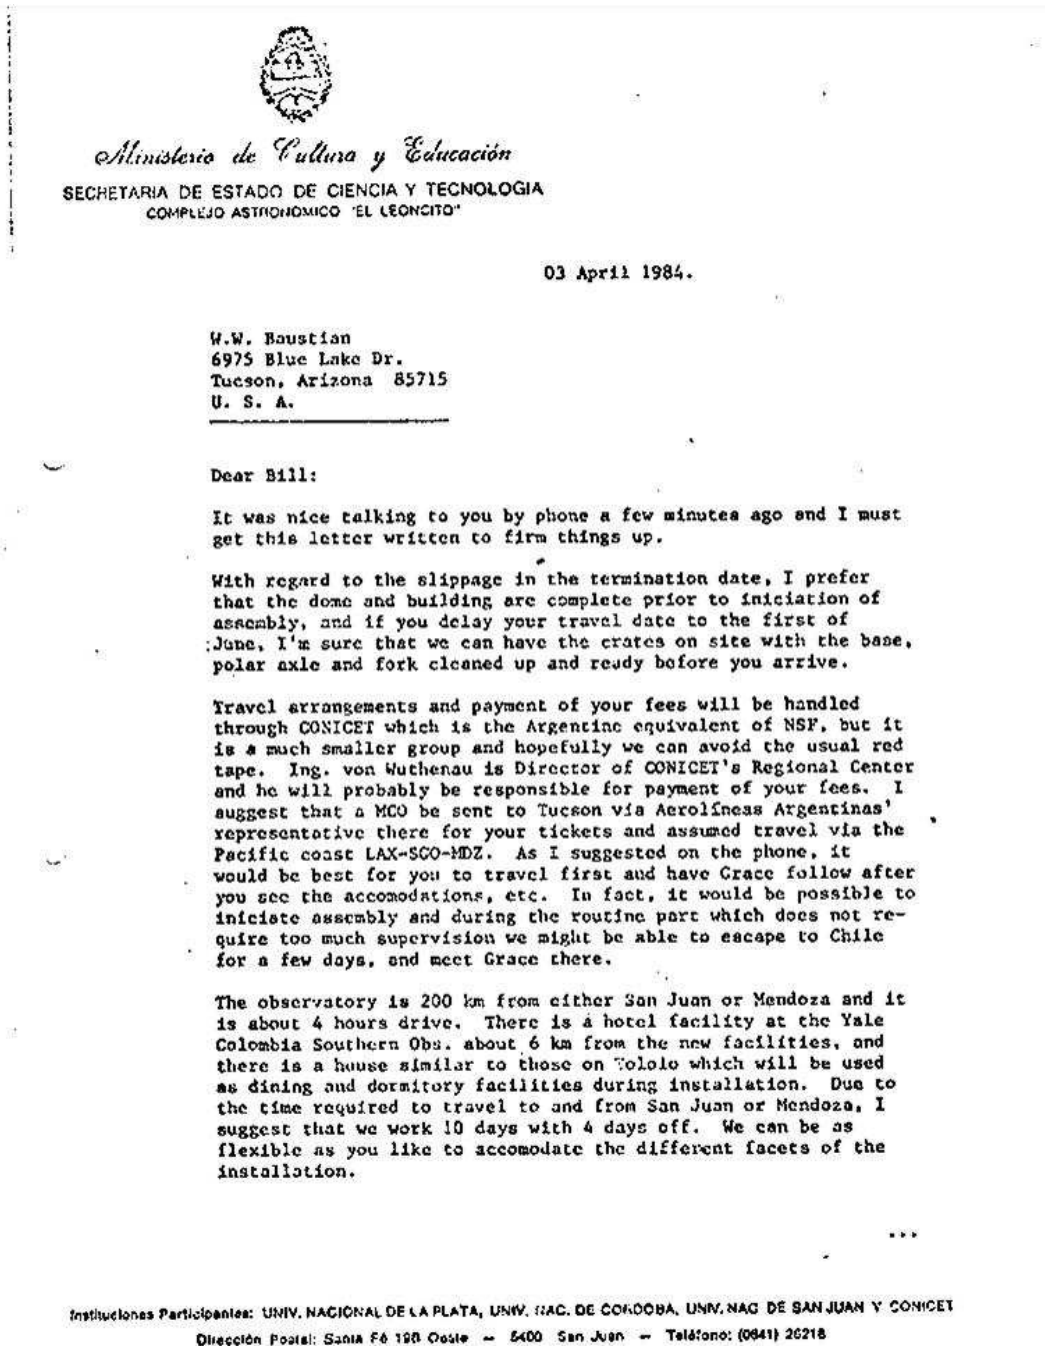 Ministerio de Cultura y Educación
SECRETARIA DE ESTADO DE CIENCIA Y TECNOLOGIA
COMPLEJO ASTRONOMICO "EL LEONCITO"
03 April 1984.
W.W. Baustian
6975 Blue Lake Dr.
Tucson, Arizona 85715
U. S. A.
Dear Bill:
It was nice talking to you by phone a few minutes ago and I must
get this letter written to firm things up.
With regard to the slippage in the termination date, I prefer
that the dome and building are complete prior to iniciation of
assembly, and if you delay your travel date to the first of
June, I'm sure that we can have the crates on site with the base,
polar axle and fork cleaned up and ready before you arrive.
Travel arrangements and payment of your fees will be handled
through CONICET which is the Argentine equivalent of NSF, but it
is a much smaller group and hopefully we can avoid the usual red
tape. Ing. von Wuthenau is Director of CONICET's Regional Center
and he will probably be responsible for payment of your fees. I
suggest that a MCO be sent to Tucson via Aerolíneas Argentinas'
representative there for your tickets and assumed travel via the
Pacific coast LAX-SCO-MDZ. As I suggested on the phone, it
would be best for you to travel first and have Grace follow after
you see the accomodations, etc. In fact, it would be possible to
iniciate assembly and during the routine part which does not re-
quire too much supervision we might be able to escape to Chile
for a few days, and meet Grace there.
The observatory is 200 km from either San Juan or Mendoza and it
is about 4 hours drive. There is a hotel facility at the Yale
Colombia Southern Obs. about 6 km from the new facilities, and
there is a house similar to those on Tololo which will be used
as dining and dormitory facilities during installation. Due to
the time required to travel to and from San Juan or Mendoza, I
suggest that we work 10 days with 4 days off. We can be as
flexible as you like to accomodate the different facets of the
installation.
...
Instituciones Participantes: UNIV. NACIONAL DE LA PLATA, UNIV. NAC. DE CORDOBA, UNIV. NAC DE SAN JUAN Y CONICET
Dirección Postal: Santa Fé 198 Oeste — 5400 San Juan — Teléfono: (0641) 26218